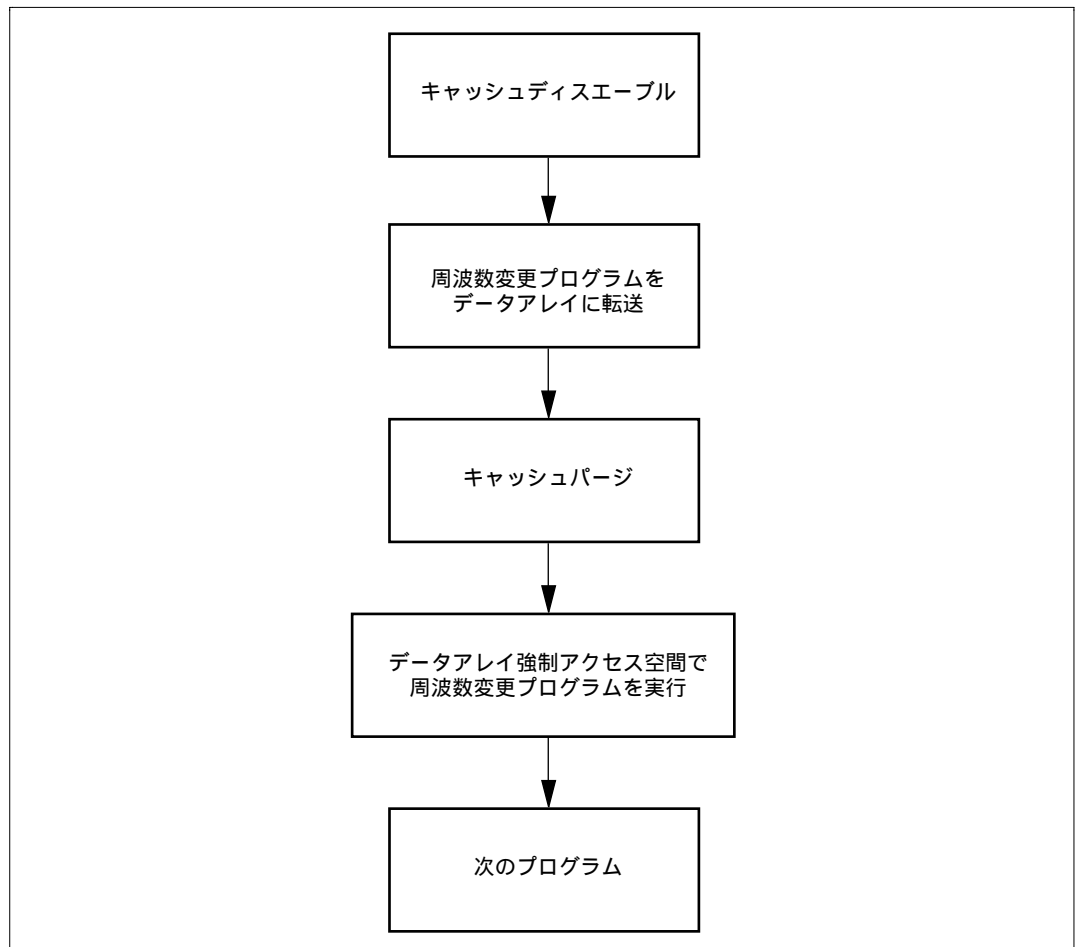 キャッシュディスエーブル
周波数変更プログラムを
データアレイに転送
キャッシュパージ
データアレイ強制アクセス空間で
周波数変更プログラムを実行
次のプログラム